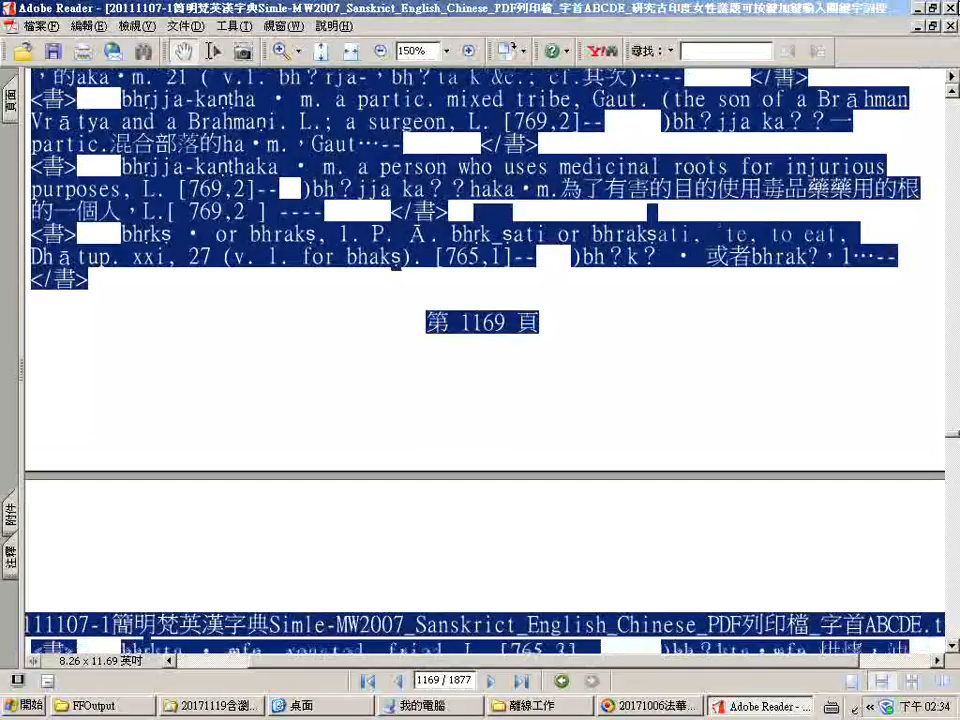 Adobe Reader - [20111107-1簡明梵英漢字典Simle-MW2007_Sanskrict_English_Chinese_PDF列印檔_字首ABCDE_研究古印度女性
檔案(F) 編輯(E) 檢視(V) 文件(D) 工具(T) 視窗(W) 說明(H)
150% 尋找:
,的aka·m. 21 ( v.l. bh?rja-,bh?ta k &c.; cf.其次)…-- </書>
<書> bhṛjja-kaṇṭha · m. a partic. mixed tribe, Gaut. (the son of a Brāhman
Vrātya and a Brahmaṇi. L.; a surgeon, L. [769,2]-- )bh?jja ka??一
partic.混合部落的ha·m.,Gaut…-- </書>
<書> bhṛjja-kaṇṭhaka · m. a person who uses medicinal roots for injurious
purposes, L. [769,2]-- )bh?jja ka??haka·m.為了有害的目的使用毒品藥藥用的根
的一個人,L.[ 769,2 ] ---- </書>
<書> bhṛkṣ · or bhrakṣ, 1. P. Ā. bhṛk_ṣati or bhrakṣati, °te, to eat,
Dhātup. xxi, 27 (v. l. for bhakṣ). [765,1]-- )bh?k? · 或者bhrak?,1…--
</書>
第 1169 頁
111107-1簡明梵英漢字典Simle-MW2007_Sanskrict_English_Chinese_PDF列印檔_字首ABCDE.t
頁面
附件
注釋
8.26 x 11.69 英吋
1169 / 1877
開始 FFOutput 20171119含瀏... 桌面 我的電腦 離線工作 20171006法華... Adobe Reader - ... 下午 02:34